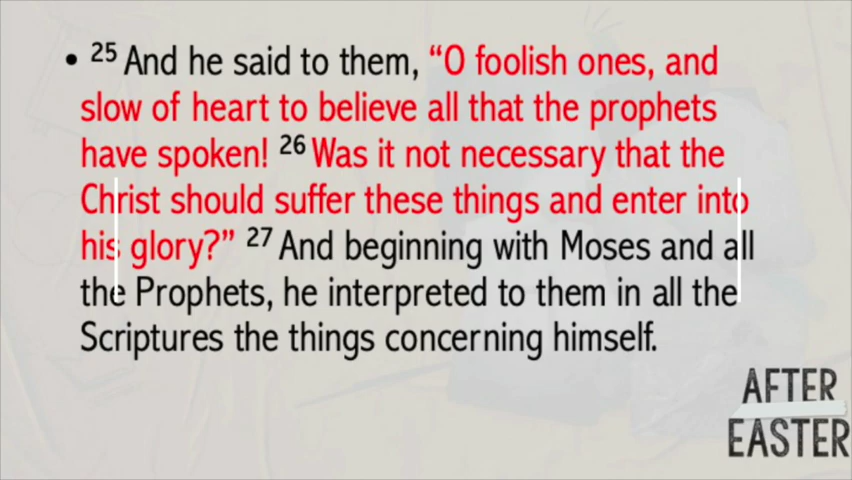 • 25 And he said to them, “O foolish ones, and
slow of heart to believe all that the prophets
have spoken! 26 Was it not necessary that the
Christ should suffer these things and enter into
his glory?” 27 And beginning with Moses and all
the Prophets, he interpreted to them in all the
Scriptures the things concerning himself.
AFTER
EASTER